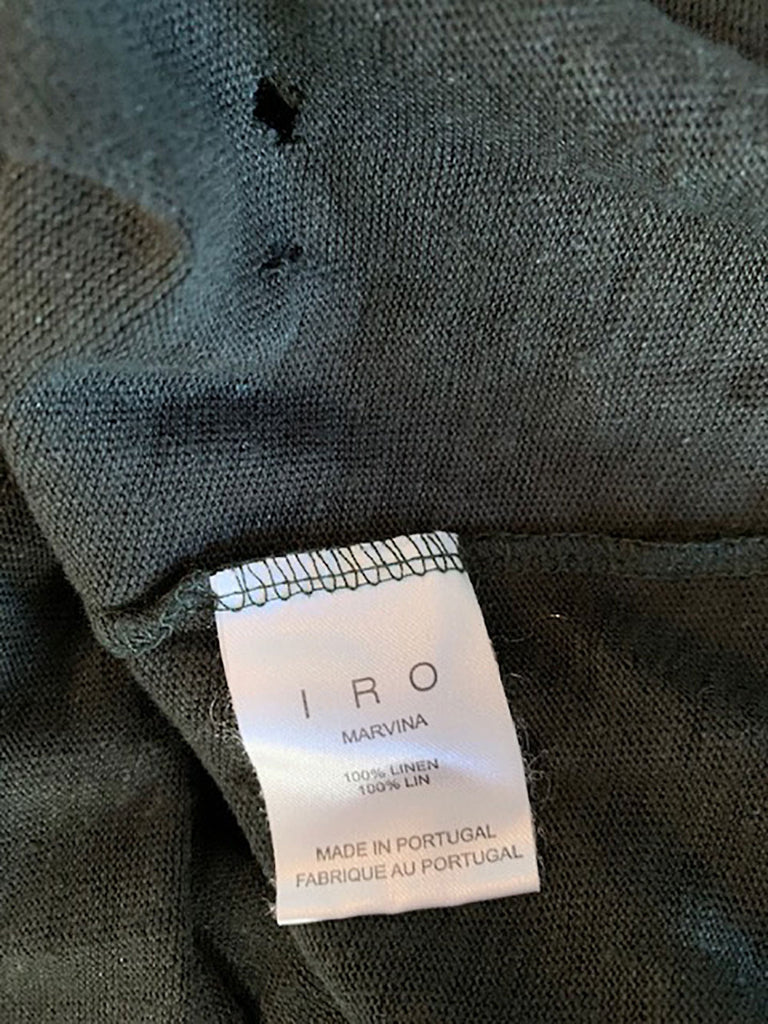 I R O
MARVINA
100% LINEN
100% LIN
MADE IN PORTUGAL
FABRIQUE AU PORTUGAL